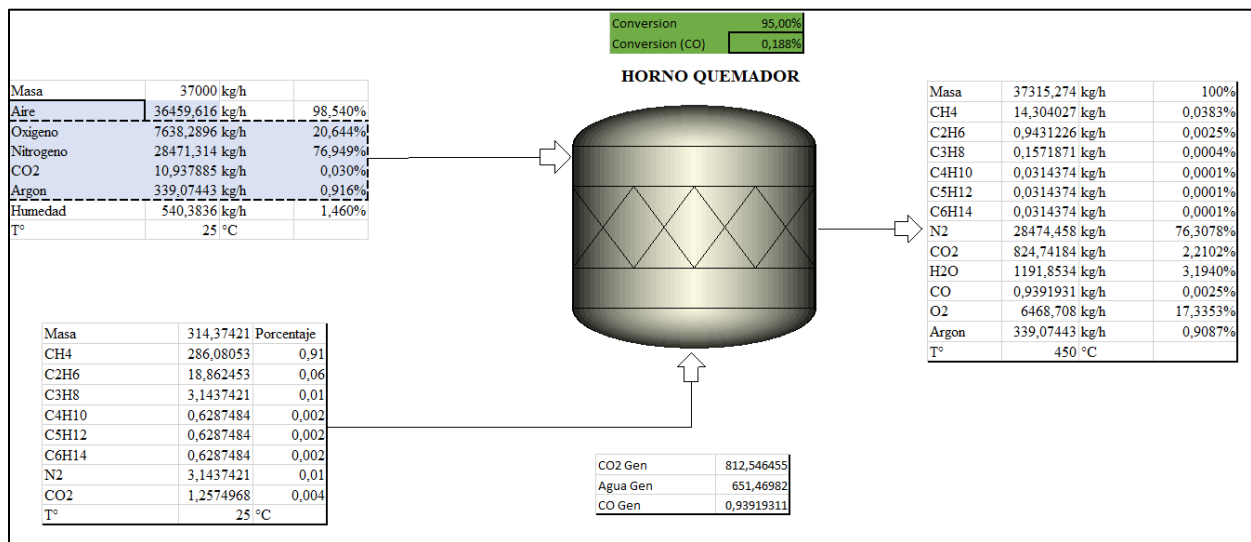 Conversion 95,00%
Conversion (CO) 0,188%
HORNO QUEMADOR
Masa 37000 kg/h
Aire 36459,616 kg/h 98,540%
Oxigeno 7638,2896 kg/h 20,644%
Nitrogeno 28471,314 kg/h 76,949%
CO2 10,937885 kg/h 0,030%
Argon 339,07443 kg/h 0,916%
Humedad 540,3836 kg/h 1,460%
T° 25 °C
Masa 37315,274 kg/h 100%
CH4 14,304027 kg/h 0,0383%
C2H6 0,9431226 kg/h 0,0025%
C3H8 0,1571871 kg/h 0,0004%
C4H10 0,0314374 kg/h 0,0001%
C5H12 0,0314374 kg/h 0,0001%
C6H14 0,0314374 kg/h 0,0001%
N2 28474,458 kg/h 76,3078%
CO2 824,74184 kg/h 2,2102%
H2O 1191,8534 kg/h 3,1940%
CO 0,9391931 kg/h 0,0025%
O2 6468,708 kg/h 17,3353%
Argon 339,07443 kg/h 0,9087%
T° 450 °C
Masa 314,37421 Porcentaje
CH4 286,08053 0,91
C2H6 18,862453 0,06
C3H8 3,1437421 0,01
C4H10 0,6287484 0,002
C5H12 0,6287484 0,002
C6H14 0,6287484 0,002
N2 3,1437421 0,01
CO2 1,2574968 0,004
T° 25 °C
CO2 Gen 812,546455
Agua Gen 651,46982
CO Gen 0,93919311